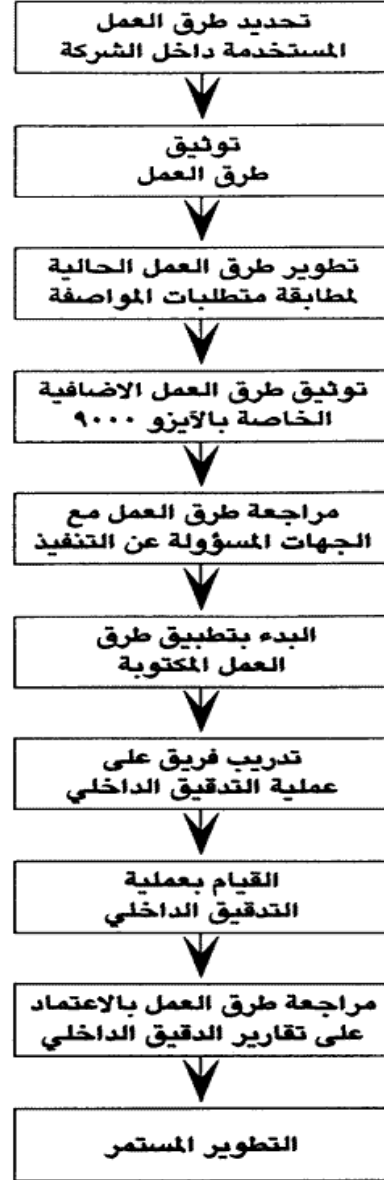 تحديد طرق العمل
المستخدمة داخل الشركة
توثيق
طرق العمل
تطوير طرق العمل الحالية
لمطابقة متطلبات المواصفة
توثيق طرق العمل الاضافية
الخاصة بالآيزو ٩٠٠٠
مراجعة طرق العمل مع
الجهات المسؤولة عن التنفيذ
البدء بتطبيق طرق
العمل المكتوبة
تدريب فريق على
عملية التدقيق الداخلي
القيام بعملية
التدقيق الداخلي
مراجعة طرق العمل بالاعتماد
على تقارير الدقيق الداخلي
التطوير المستمر